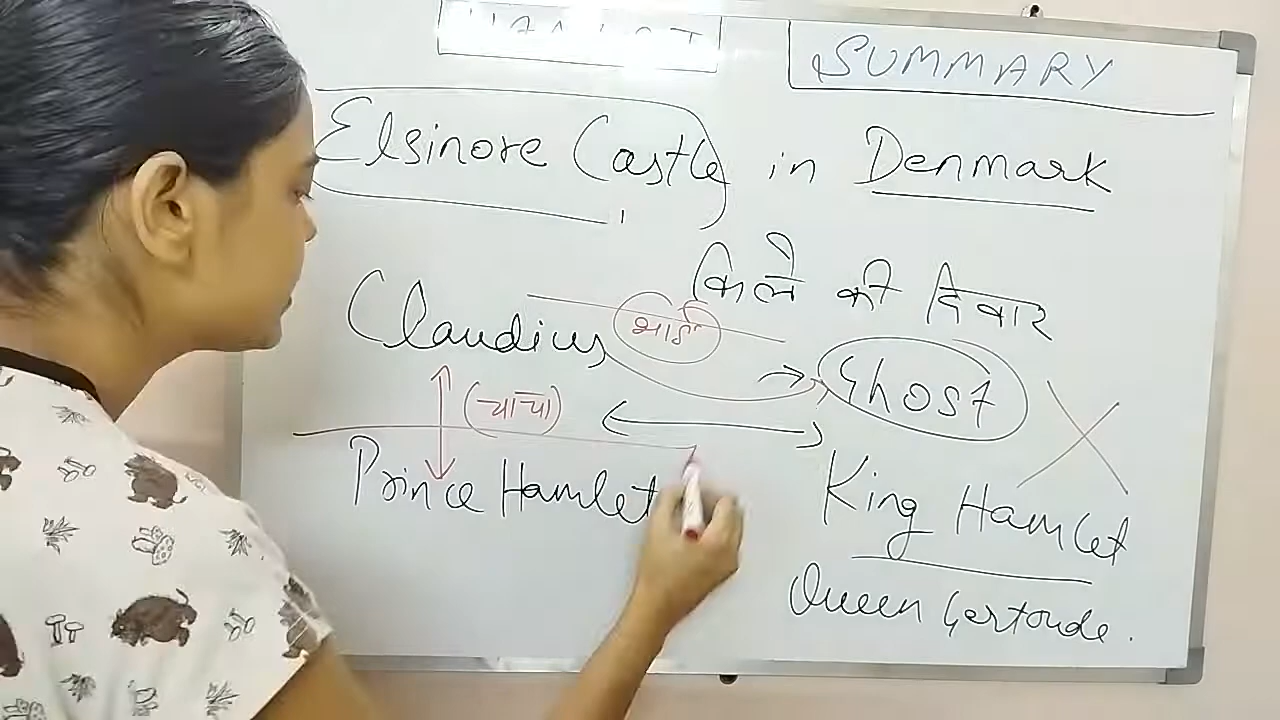 SUMMARY
Elsinore Castle in Denmark
किले की दिवार
Claudius भाई
Ghost
(चाचा)
Prince Hamlet
King Hamlet
Queen Gertrude.